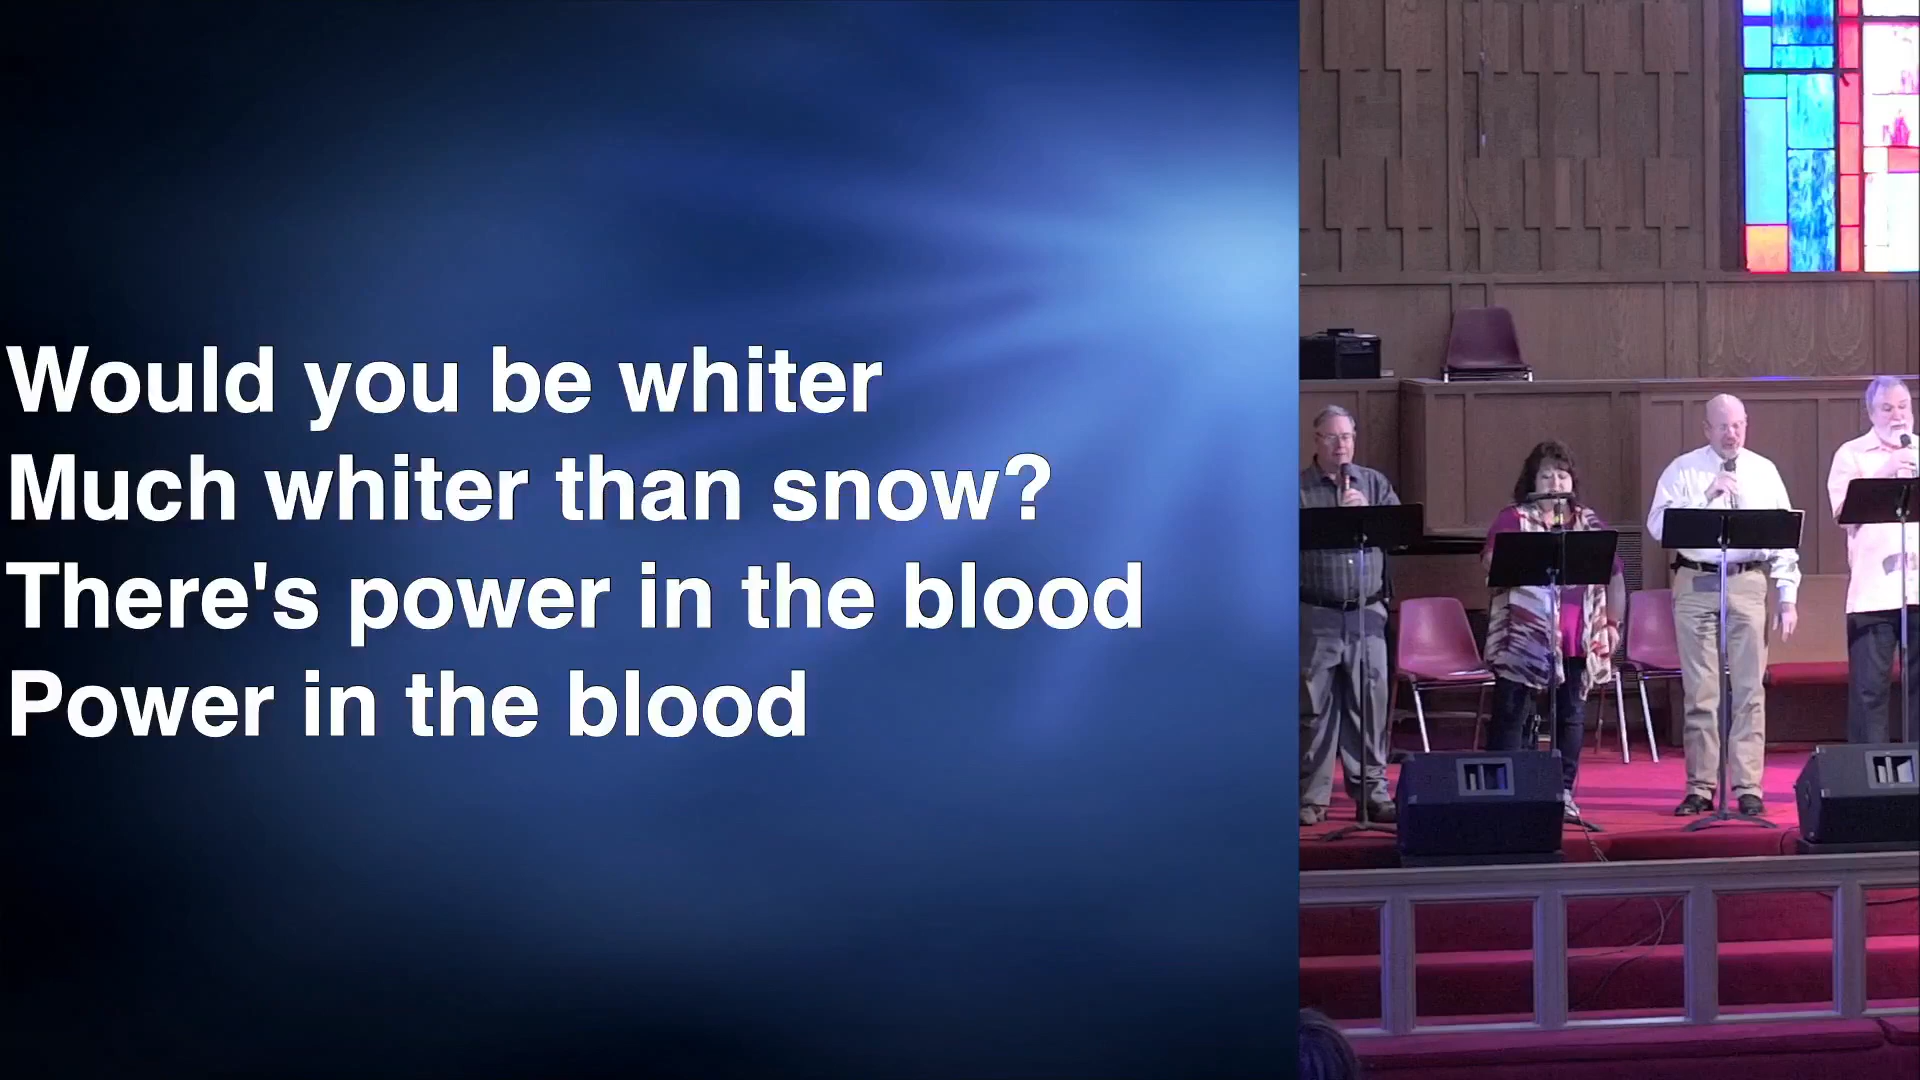 Would you be whiter
Much whiter than snow?
There's power in the blood
Power in the blood